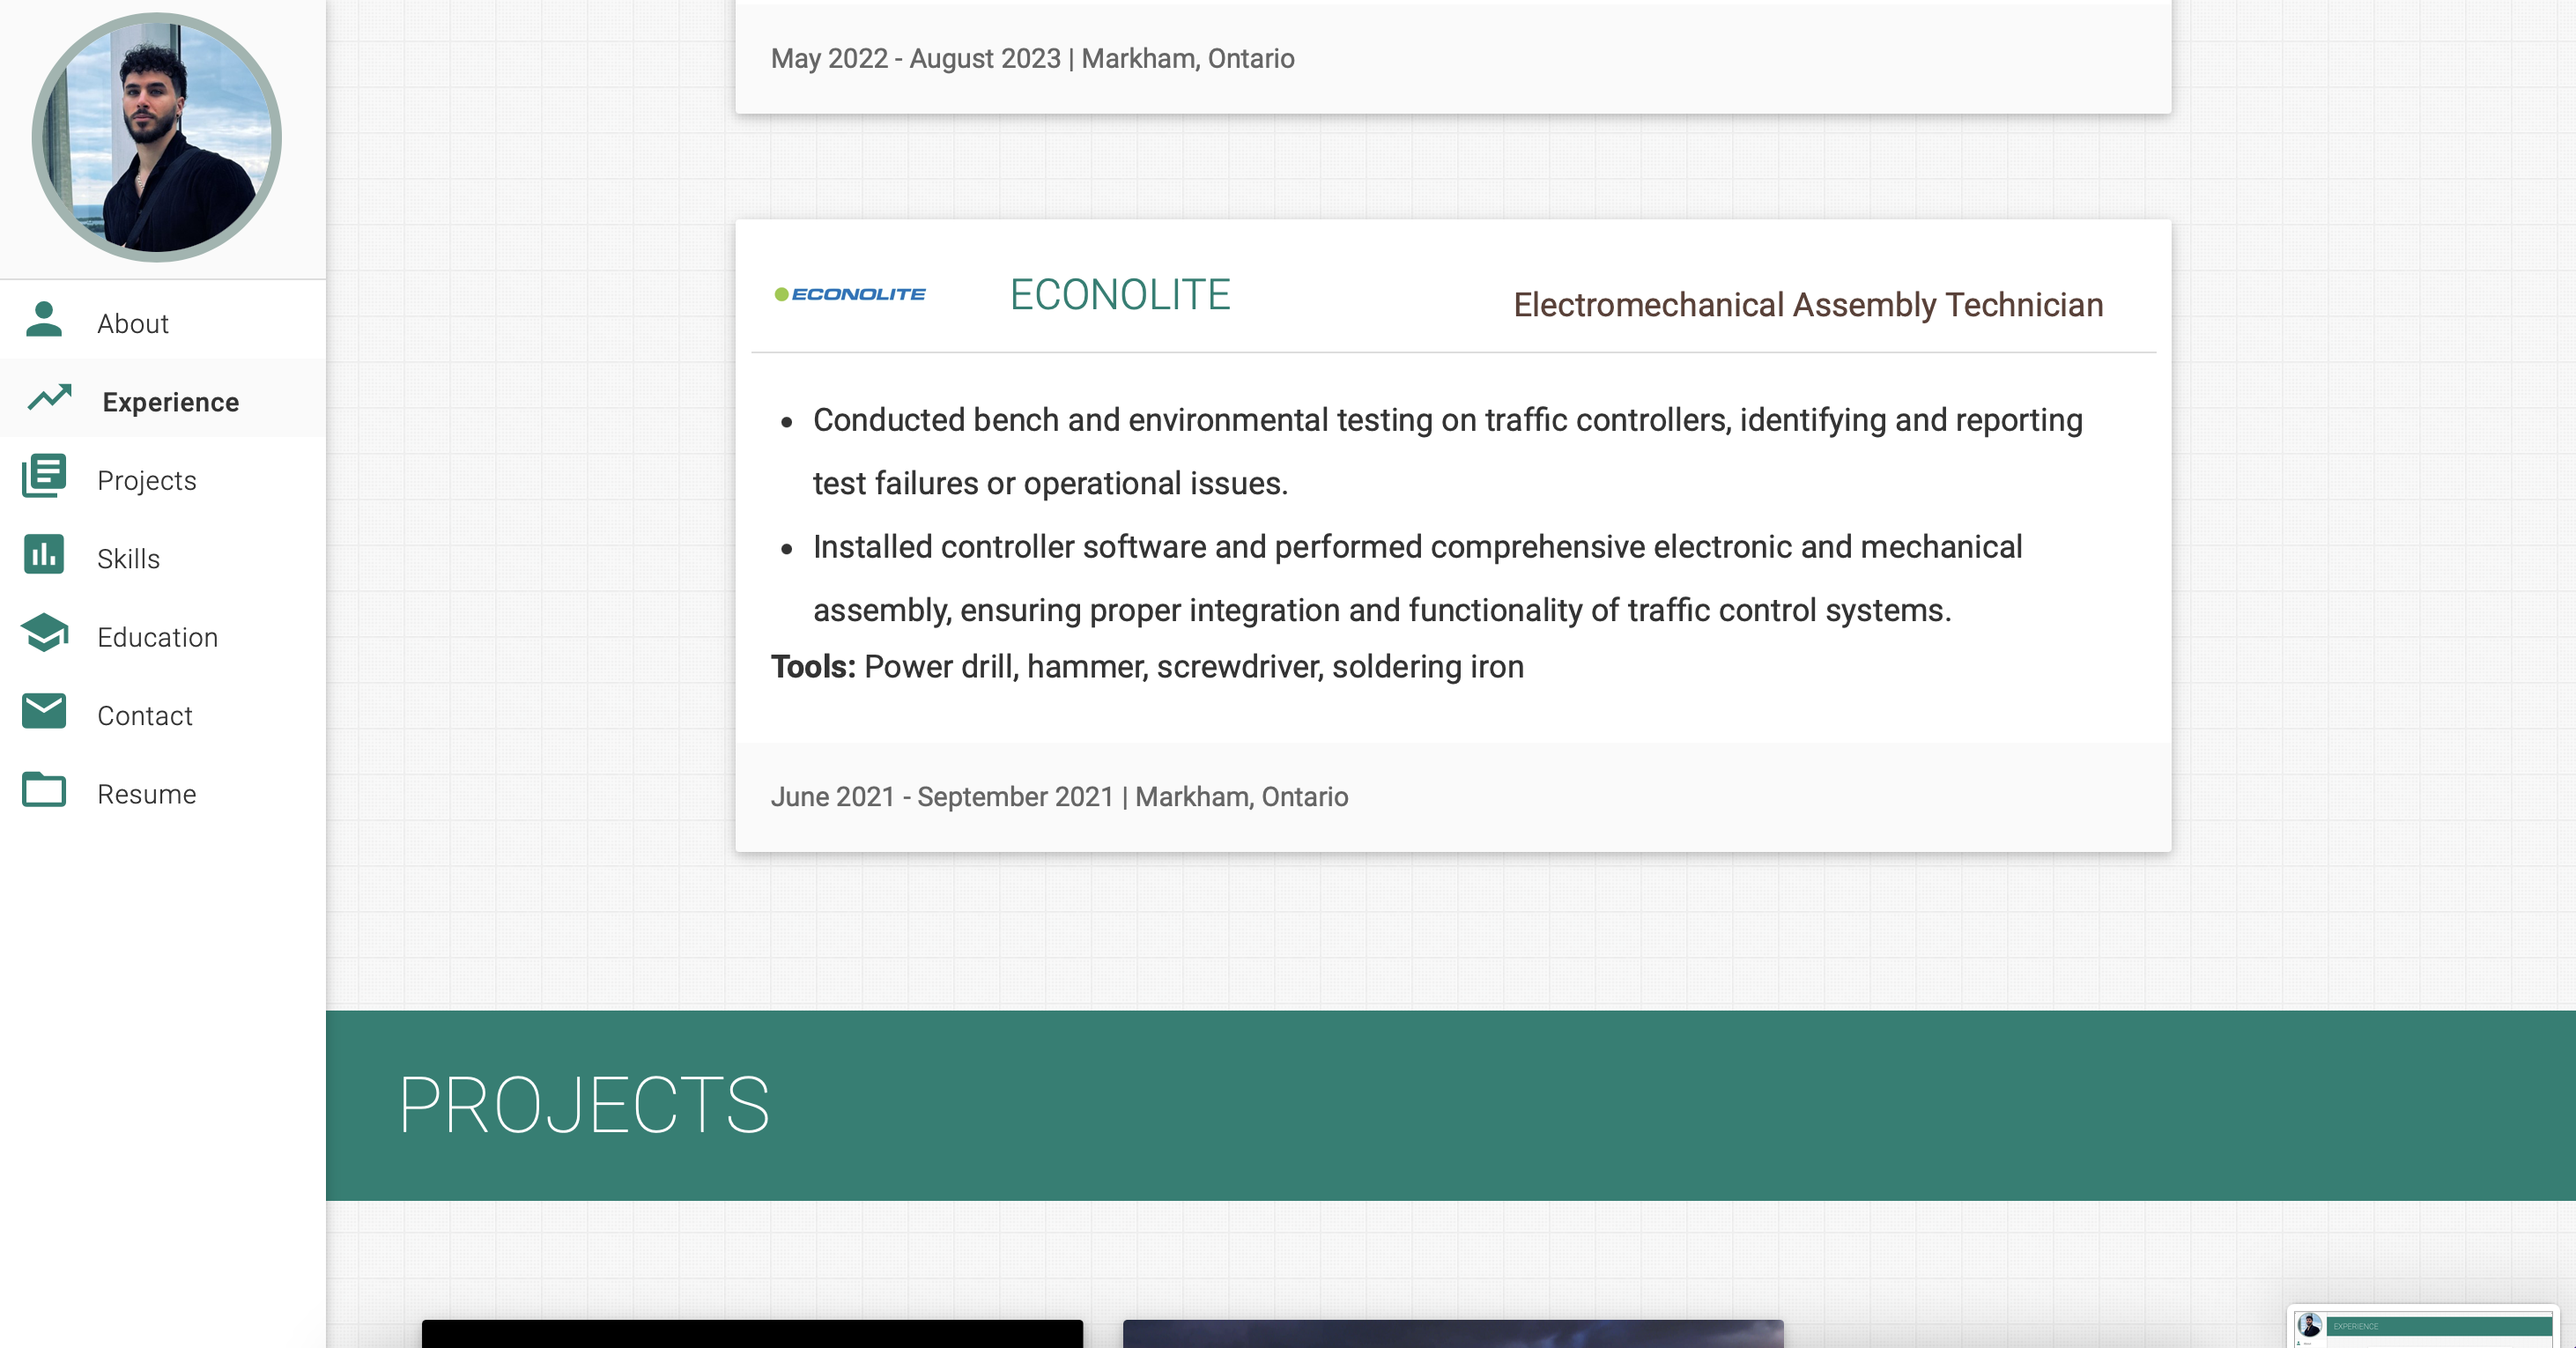 About
Experience
Projects
Skills
Education
Contact
Resume
May 2022 - August 2023 | Markham, Ontario
ECONOLITE
ECONOLITE
Electromechanical Assembly Technician
• Conducted bench and environmental testing on traffic controllers, identifying and reporting
test failures or operational issues.
• Installed controller software and performed comprehensive electronic and mechanical
assembly, ensuring proper integration and functionality of traffic control systems.
Tools: Power drill, hammer, screwdriver, soldering iron
June 2021 - September 2021 | Markham, Ontario
PROJECTS
EXPERIENCE